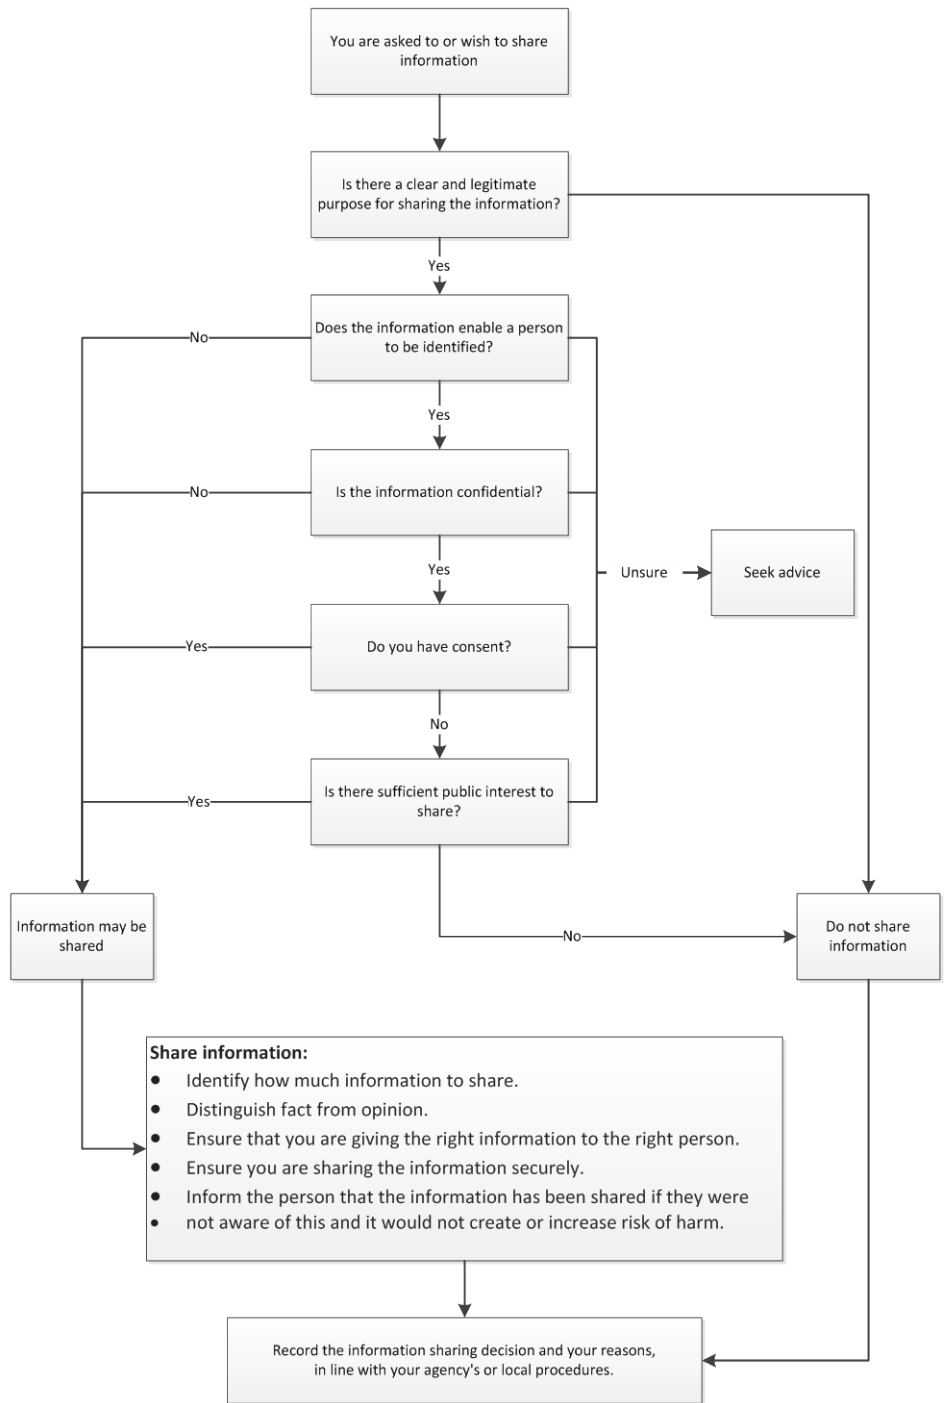 You are asked to or wish to share
information
Is there a clear and legitimate
purpose for sharing the information?
Yes
Does the information enable a person
to be identified?
No
Yes
Is the information confidential?
No
Yes
Unsure
Seek advice
Do you have consent?
Yes
No
Is there sufficient public interest to
share?
Yes
Information may be
shared
No
Do not share
information
Share information:
● Identify how much information to share.
● Distinguish fact from opinion.
● Ensure that you are giving the right information to the right person.
● Ensure you are sharing the information securely.
● Inform the person that the information has been shared if they were
● not aware of this and it would not create or increase risk of harm.
Record the information sharing decision and your reasons,
in line with your agency's or local procedures.